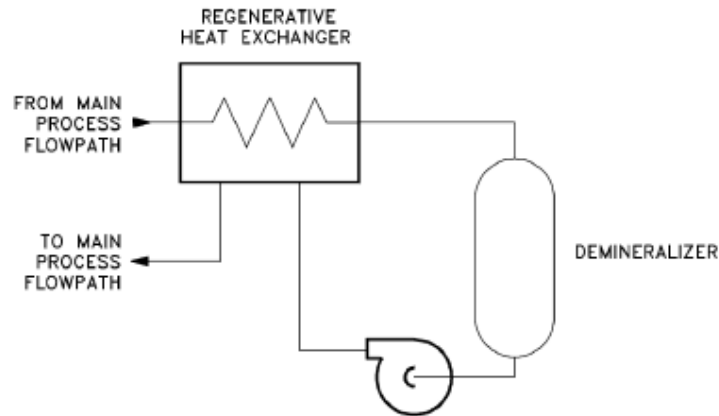 REGENERATIVE
HEAT EXCHANGER
FROM MAIN
PROCESS
FLOWPATH
TO MAIN
PROCESS
FLOWPATH
DEMINERALIZER